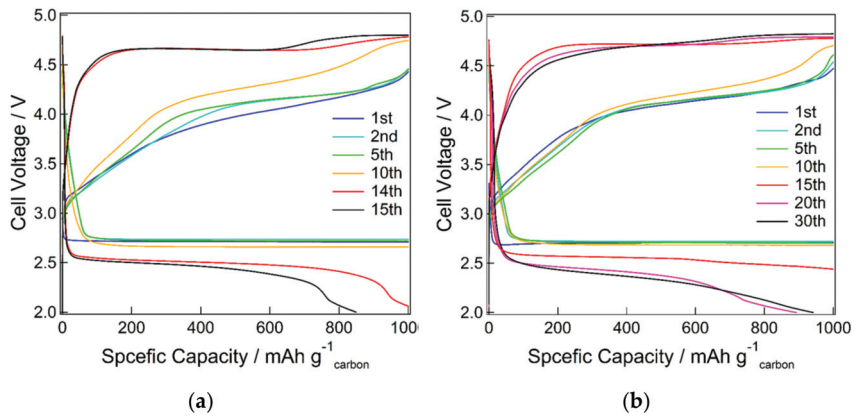 (a)
Cell Voltage / V
5.0
4.5
4.0
3.5
3.0
2.5
2.0
1st
2nd
5th
10th
14th
15th
0 200 400 600 800 100
Spcefic Capacity / mAh g⁻¹carbon
(a)
(b)
Cell Voltage / V
5.0
4.5
4.0
3.5
3.0
2.5
2.0
1st
2nd
5th
10th
15th
20th
30th
0 200 400 600 800 1000
Spcefic Capacity / mAh g⁻¹carbon
(b)